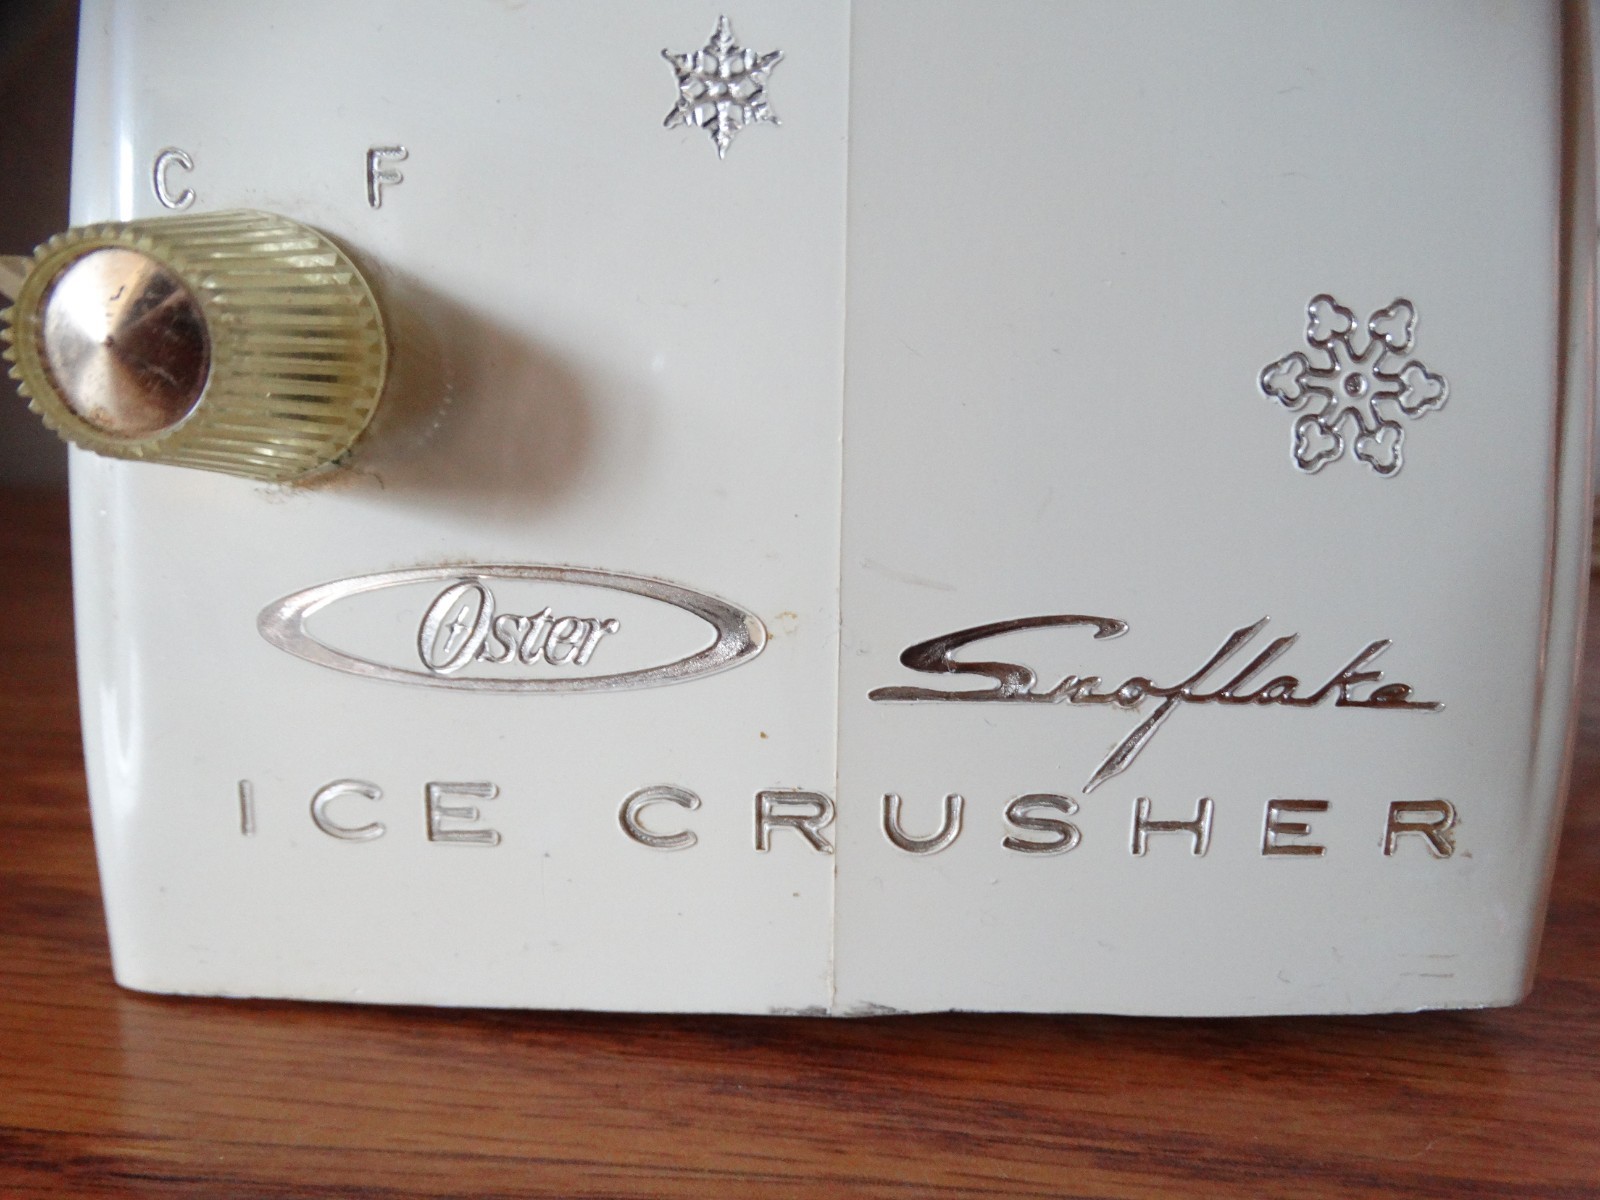 C F
Oster
Snoflake
ICE CRUSHER